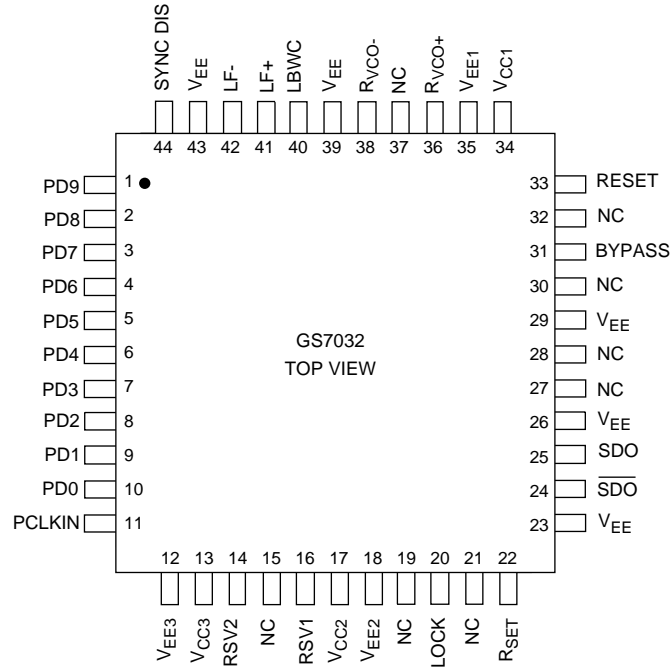 SYNC DIS
VEE
LF-
LF+
LBWC
VEE
RVCO-
NC
RVCO+
VEE1
VCC1
44 43 42 41 40 39 38 37 36 35 34
PD9 1
PD8 2
PD7 3
PD6 4
PD5 5
PD4 6
PD3 7
PD2 8
PD1 9
PD0 10
PCLKIN 11
GS7032
TOP VIEW
33 RESET
32 NC
31 BYPASS
30 NC
29 VEE
28 NC
27 NC
26 VEE
25 SDO
24 SDO
23 VEE
12 13 14 15 16 17 18 19 20 21 22
VEE3
VCC3
RSV2
NC
RSV1
VCC2
VEE2
NC
LOCK
NC
RSET